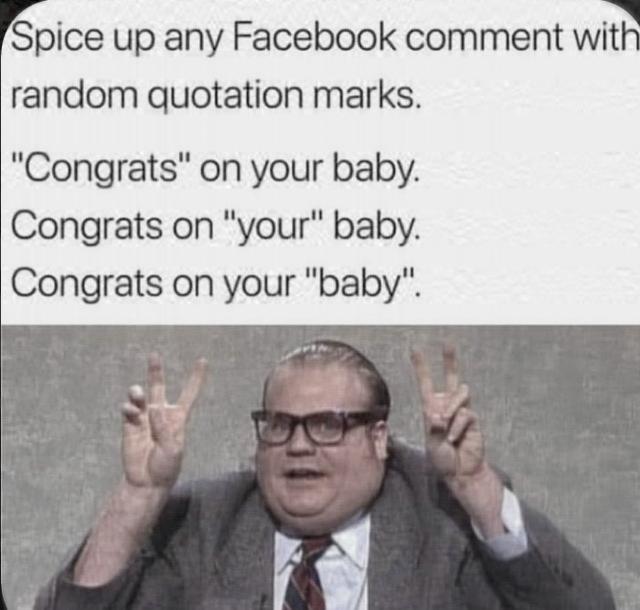 Spice up any Facebook comment with
random quotation marks.
"Congrats" on your baby.
Congrats on "your" baby.
Congrats on your "baby".